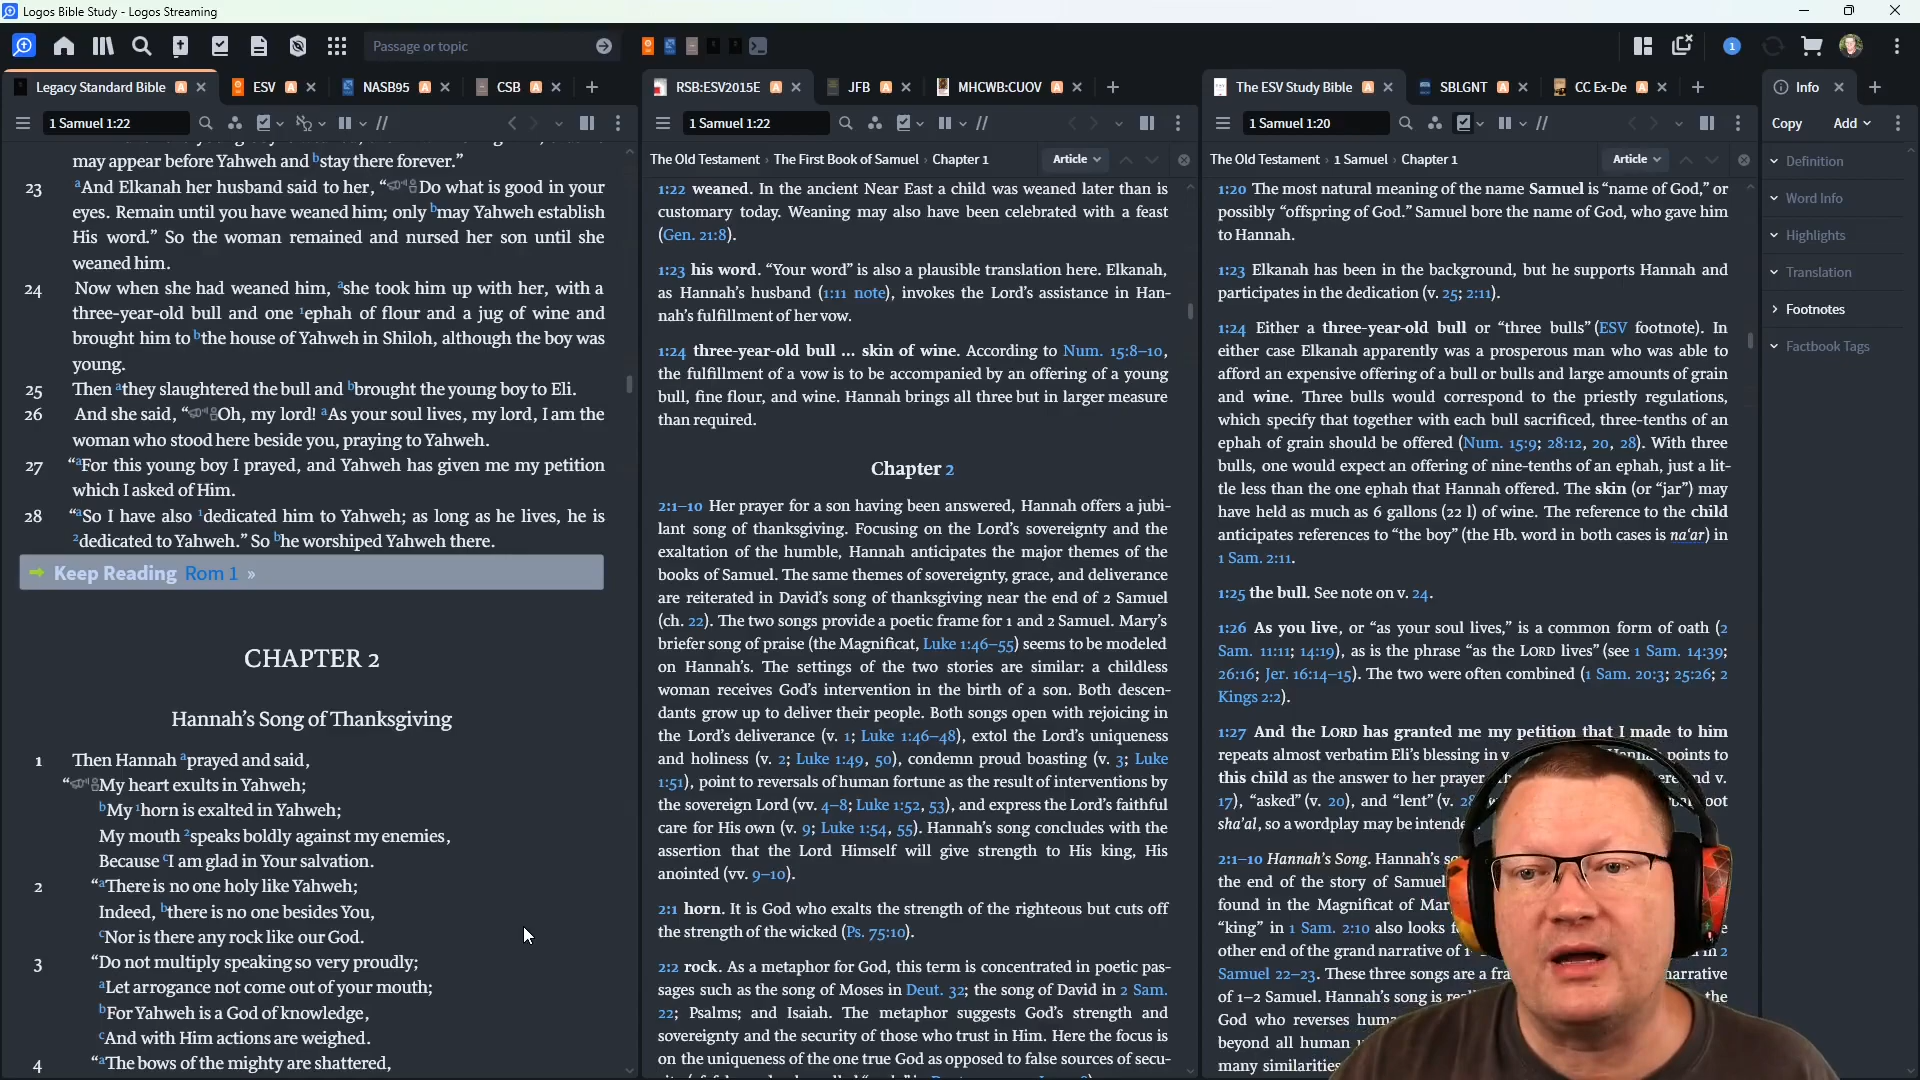 Logos Bible Study - Logos Streaming
Passage or topic
1
Legacy Standard Bible A
ESV A
NASB95 A
CSB A
RSB:ESV2015E A
JFB A
MHCWB:CUOV A
The ESV Study Bible A
SBLGNT A
CC Ex-De A
Info
1 Samuel 1:22
1 Samuel 1:22
1 Samuel 1:20
Copy Add
may appear before Yahweh and bstay there forever.”
23 aAnd Elkanah her husband said to her, “Do what is good in your
eyes. Remain until you have weaned him; only bmay Yahweh establish
His word.” So the woman remained and nursed her son until she
weaned him.
24 Now when she had weaned him, ashe took him up with her, with a
three-year-old bull and one 1ephah of flour and a jug of wine and
brought him to bthe house of Yahweh in Shiloh, although the boy was
young.
25 Then athey slaughtered the bull and bbrought the young boy to Eli.
26 And she said, “Oh, my lord! aAs your soul lives, my lord, I am the
woman who stood here beside you, praying to Yahweh.
27 “aFor this young boy I prayed, and Yahweh has given me my petition
which I asked of Him.
28 “aSo I have also 1dedicated him to Yahweh; as long as he lives, he is
2dedicated to Yahweh.” So bhe worshiped Yahweh there.
Keep Reading Rom 1 »
CHAPTER 2
Hannah’s Song of Thanksgiving
1 Then Hannah aprayed and said,
“My heart exults in Yahweh;
bMy 1horn is exalted in Yahweh;
My mouth 2speaks boldly against my enemies,
Because cI am glad in Your salvation.
2 “aThere is no one holy like Yahweh;
Indeed, bthere is no one besides You,
cNor is there any rock like our God.
3 “Do not multiply speaking so very proudly;
aLet arrogance not come out of your mouth;
bFor Yahweh is a God of knowledge,
cAnd with Him actions are weighed.
4 “aThe bows of the mighty are shattered,
The Old Testament › The First Book of Samuel › Chapter 1
Article
1:22 weaned. In the ancient Near East a child was weaned later than is
customary today. Weaning may also have been celebrated with a feast
(Gen. 21:8).
1:23 his word. “Your word” is also a plausible translation here. Elkanah,
as Hannah’s husband (1:11 note), invokes the Lord’s assistance in Han-
nah’s fulfillment of her vow.
1:24 three-year-old bull ... skin of wine. According to Num. 15:8–10,
the fulfillment of a vow is to be accompanied by an offering of a young
bull, fine flour, and wine. Hannah brings all three but in larger measure
than required.
Chapter 2
2:1–10 Her prayer for a son having been answered, Hannah offers a jubi-
lant song of thanksgiving. Focusing on the Lord’s sovereignty and the
exaltation of the humble, Hannah anticipates the major themes of the
books of Samuel. The same themes of sovereignty, grace, and deliverance
are reiterated in David’s song of thanksgiving near the end of 2 Samuel
(ch. 22). The two songs provide a poetic frame for 1 and 2 Samuel. Mary’s
briefer song of praise (the Magnificat, Luke 1:46–55) seems to be modeled
on Hannah’s. The settings of the two stories are similar: a childless
woman receives God’s intervention in the birth of a son. Both descen-
dants grow up to deliver their people. Both songs open with rejoicing in
the Lord’s deliverance (v. 1; Luke 1:46–48), extol the Lord’s uniqueness
and holiness (v. 2; Luke 1:49, 50), condemn proud boasting (v. 3; Luke
1:51), point to reversals of human fortune as the result of interventions by
the sovereign Lord (vv. 4–8; Luke 1:52, 53), and express the Lord’s faithful
care for His own (v. 9; Luke 1:54, 55). Hannah’s song concludes with the
assertion that the Lord Himself will give strength to His king, His
anointed (vv. 9–10).
2:1 horn. It is God who exalts the strength of the righteous but cuts off
the strength of the wicked (Ps. 75:10).
2:2 rock. As a metaphor for God, this term is concentrated in poetic pas-
sages such as the song of Moses in Deut. 32; the song of David in 2 Sam.
22; Psalms; and Isaiah. The metaphor suggests God’s strength and
sovereignty and the security of those who trust in Him. Here the focus is
on the uniqueness of the one true God as opposed to false sources of secu-
The Old Testament › 1 Samuel › Chapter 1
Article
1:20 The most natural meaning of the name Samuel is “name of God,” or
possibly “offspring of God.” Samuel bore the name of God, who gave him
to Hannah.
1:23 Elkanah has been in the background, but he supports Hannah and
participates in the dedication (v. 25; 2:11).
1:24 Either a three-year-old bull or “three bulls” (ESV footnote). In
either case Elkanah apparently was a prosperous man who was able to
afford an expensive offering of a bull or bulls and large amounts of grain
and wine. Three bulls would correspond to the priestly regulations,
which specify that together with each bull sacrificed, three-tenths of an
ephah of grain should be offered (Num. 15:9; 28:12, 20, 28). With three
bulls, one would expect an offering of nine-tenths of an ephah, just a lit-
tle less than the one ephah that Hannah offered. The skin (or “jar”) may
have held as much as 6 gallons (22 l) of wine. The reference to the child
anticipates references to “the boy” (the Hb. word in both cases is na‘ar) in
1 Sam. 2:11.
1:25 the bull. See note on v. 24.
1:26 As you live, or “as your soul lives,” is a common form of oath (2
Sam. 11:11; 14:19), as is the phrase “as the LORD lives” (see 1 Sam. 14:39;
26:16; Jer. 16:14–15). The two were often combined (1 Sam. 20:3; 25:26; 2
Kings 2:2).
1:27 And the LORD has granted me my petition that I made to him
repeats almost verbatim Eli’s blessing in v points to
this child as the answer to her prayer nd v.
17), “asked” (v. 20), and “lent” (v. 28 oot
sha’al, so a wordplay may be intende
2:1–10 Hannah’s Song. Hannah’s so
the end of the story of Samuel
found in the Magnificat of Mar
“king” in 1 Sam. 2:10 also looks f
other end of the grand narrative of 1 in 2
Samuel 22–23. These three songs are a fra narrative
of 1–2 Samuel. Hannah’s song is rea the
God who reverses huma
beyond all human
many similarities
Definition
Word Info
Highlights
Translation
Footnotes
Factbook Tags